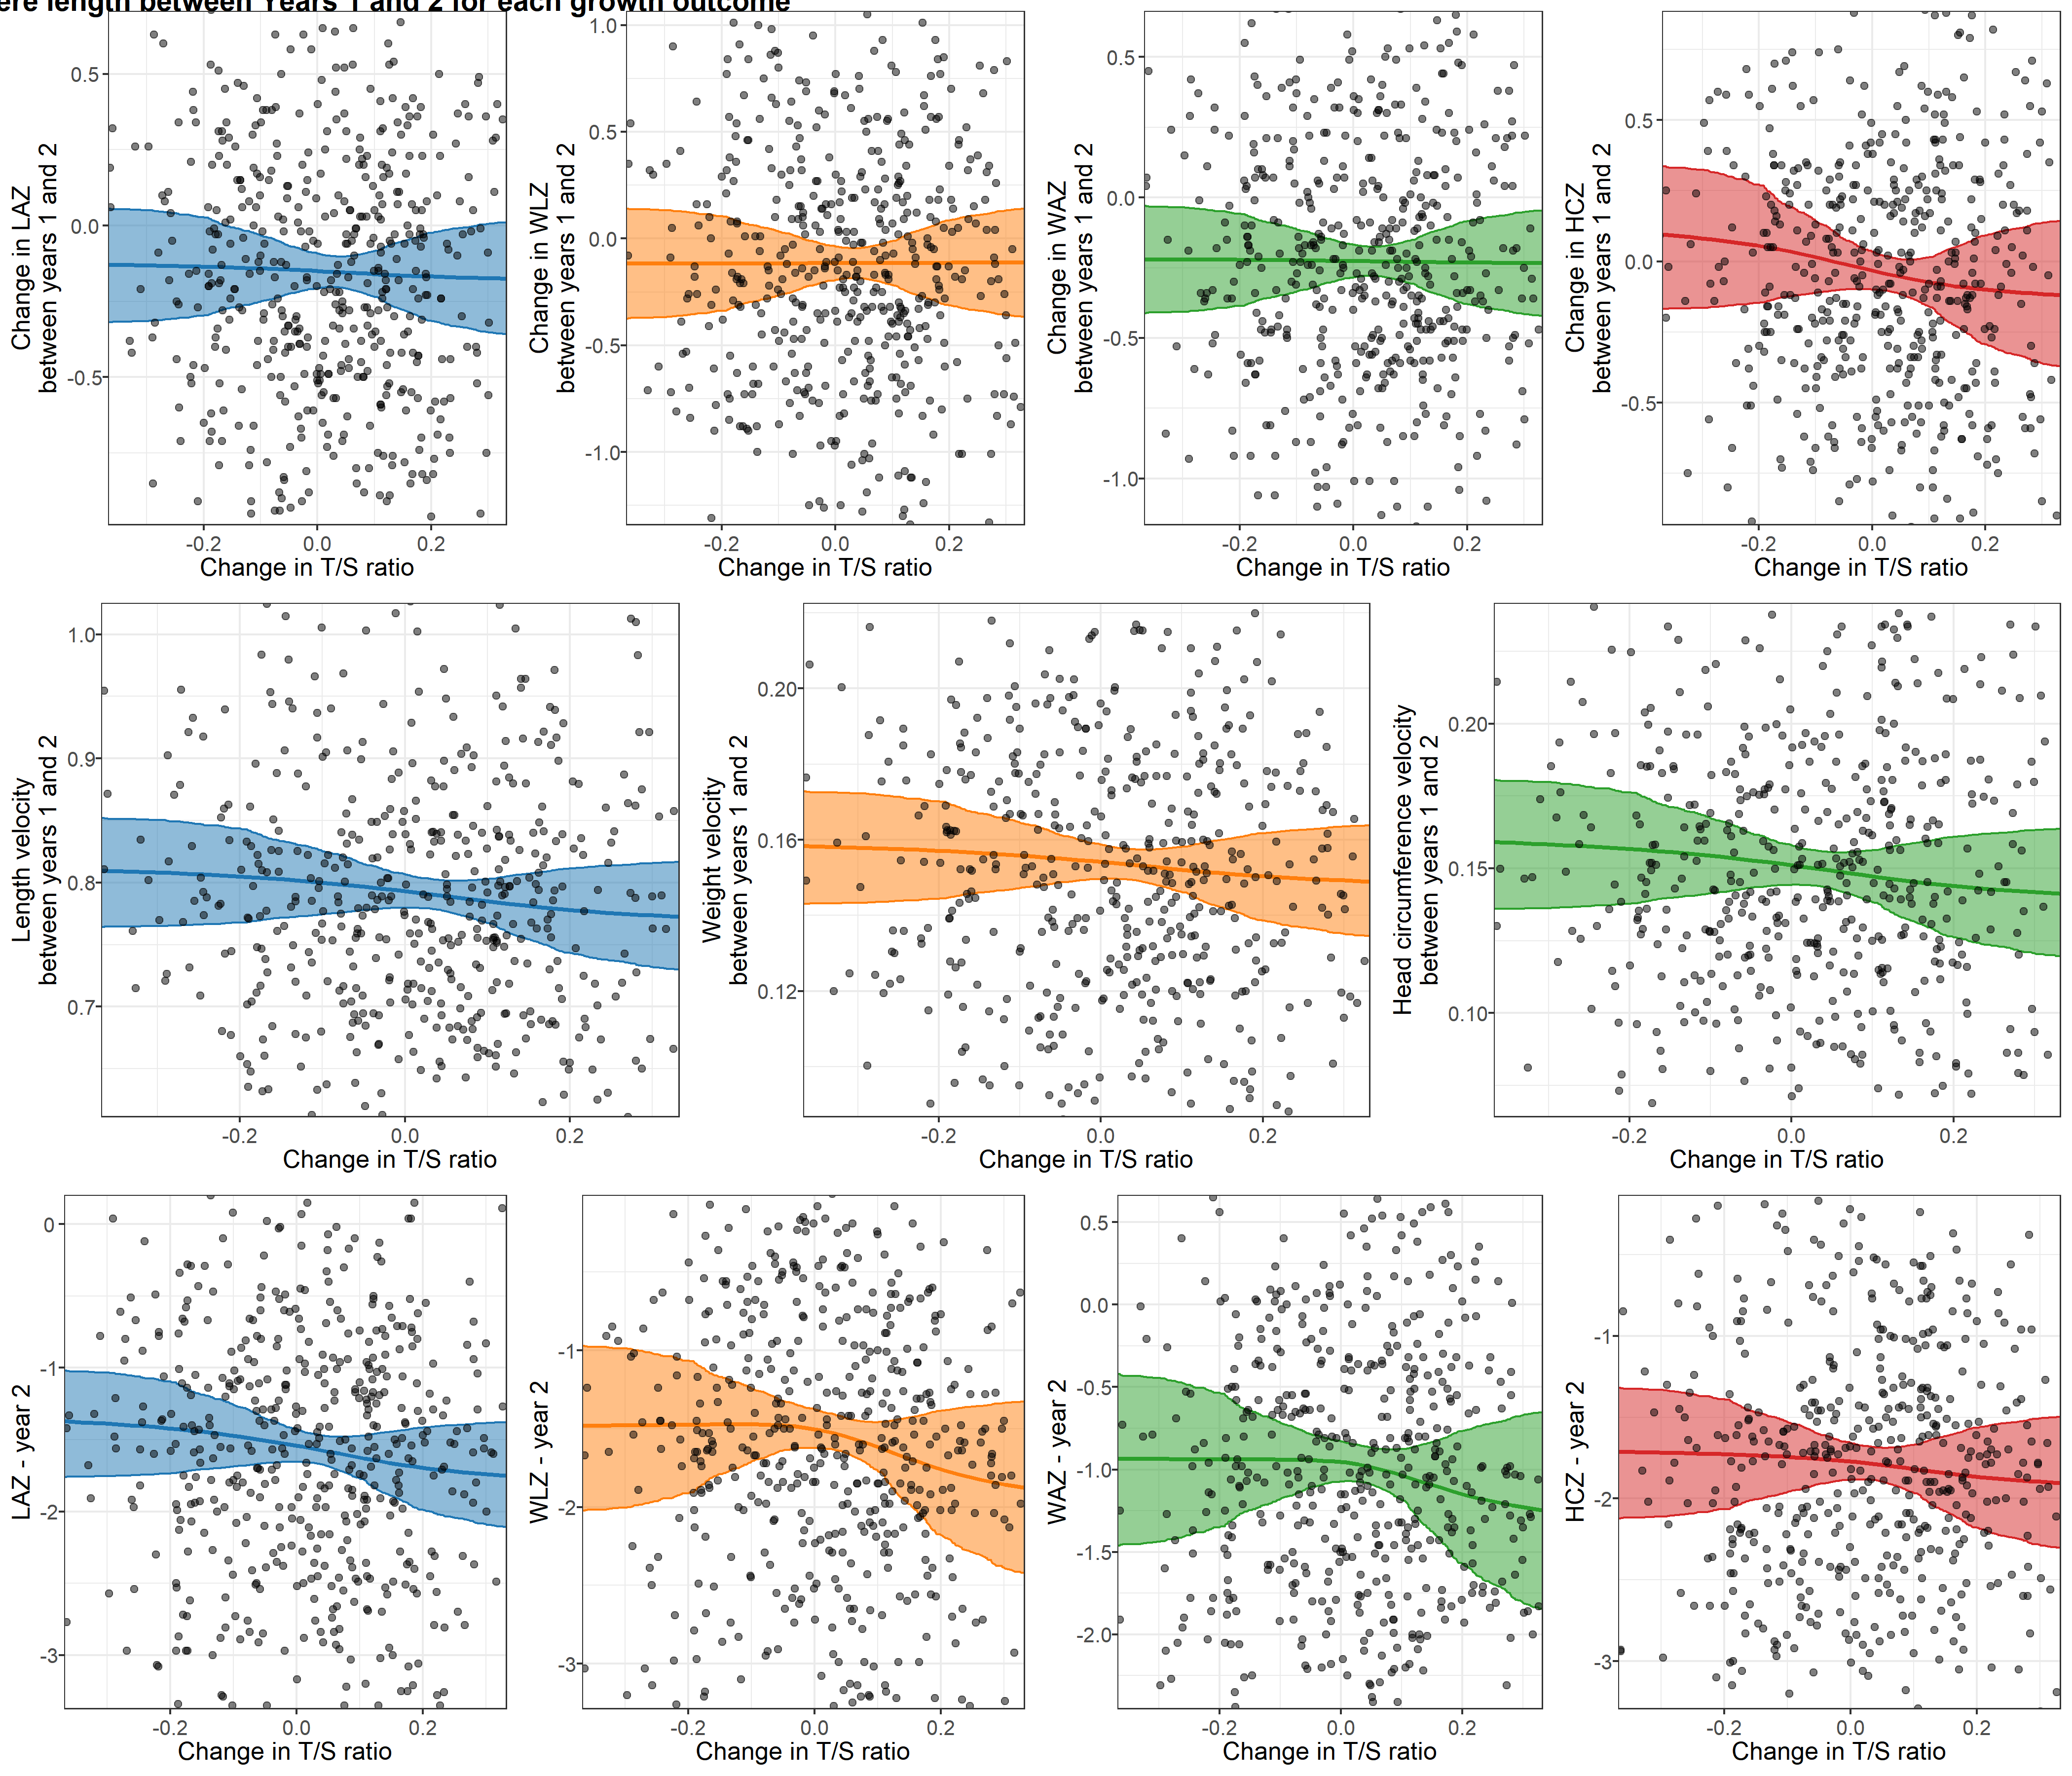 ere length between Years 1 and 2 for each growth outcome
Change in LAZ
between years 1 and 2
0.5
0.0
-0.5
-0.2 0.0 0.2
Change in T/S ratio
Change in WLZ
between years 1 and 2
1.0
0.5
0.0
-0.5
-1.0
-0.2 0.0 0.2
Change in T/S ratio
Change in WAZ
between years 1 and 2
0.5
0.0
-0.5
-1.0
-0.2 0.0 0.2
Change in T/S ratio
Change in HCZ
between years 1 and 2
0.5
0.0
-0.5
-0.2 0.0 0.2
Change in T/S ratio
Length velocity
between years 1 and 2
1.0
0.9
0.8
0.7
-0.2 0.0 0.2
Change in T/S ratio
Weight velocity
between years 1 and 2
0.20
0.16
0.12
-0.2 0.0 0.2
Change in T/S ratio
Head circumference velocity
between years 1 and 2
0.20
0.15
0.10
-0.2 0.0 0.2
Change in T/S ratio
LAZ - year 2
0
-1
-2
-3
-0.2 0.0 0.2
Change in T/S ratio
WLZ - year 2
-1
-2
-3
-0.2 0.0 0.2
Change in T/S ratio
WAZ - year 2
0.5
0.0
-0.5
-1.0
-1.5
-2.0
-0.2 0.0 0.2
Change in T/S ratio
HCZ - year 2
-1
-2
-3
-0.2 0.0 0.2
Change in T/S ratio